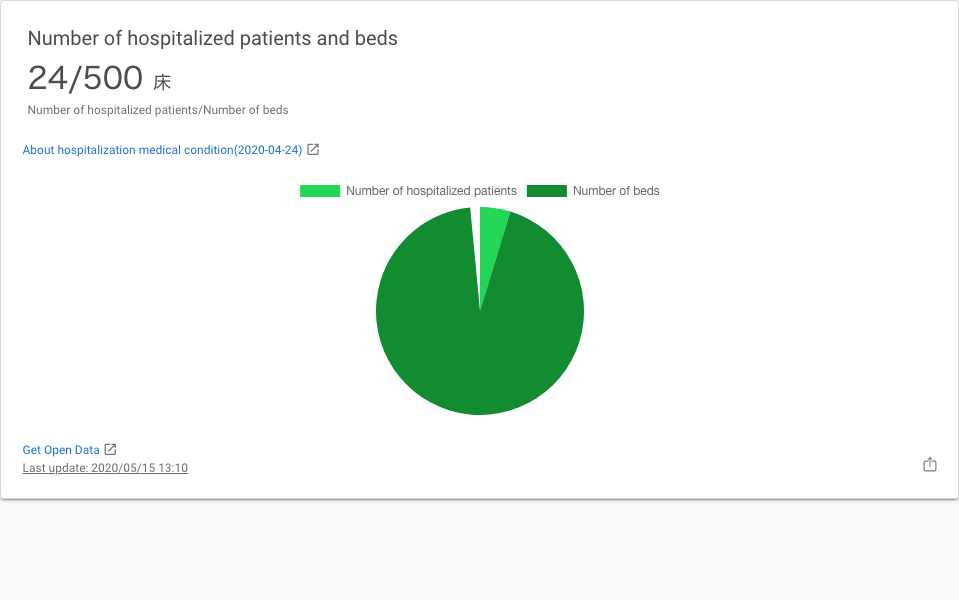 Number of hospitalized patients and beds
24/500 床
Number of hospitalized patients/Number of beds
About hospitalization medical condition(2020-04-24)
Number of hospitalized patients Number of beds
Get Open Data
Last update: 2020/05/15 13:10